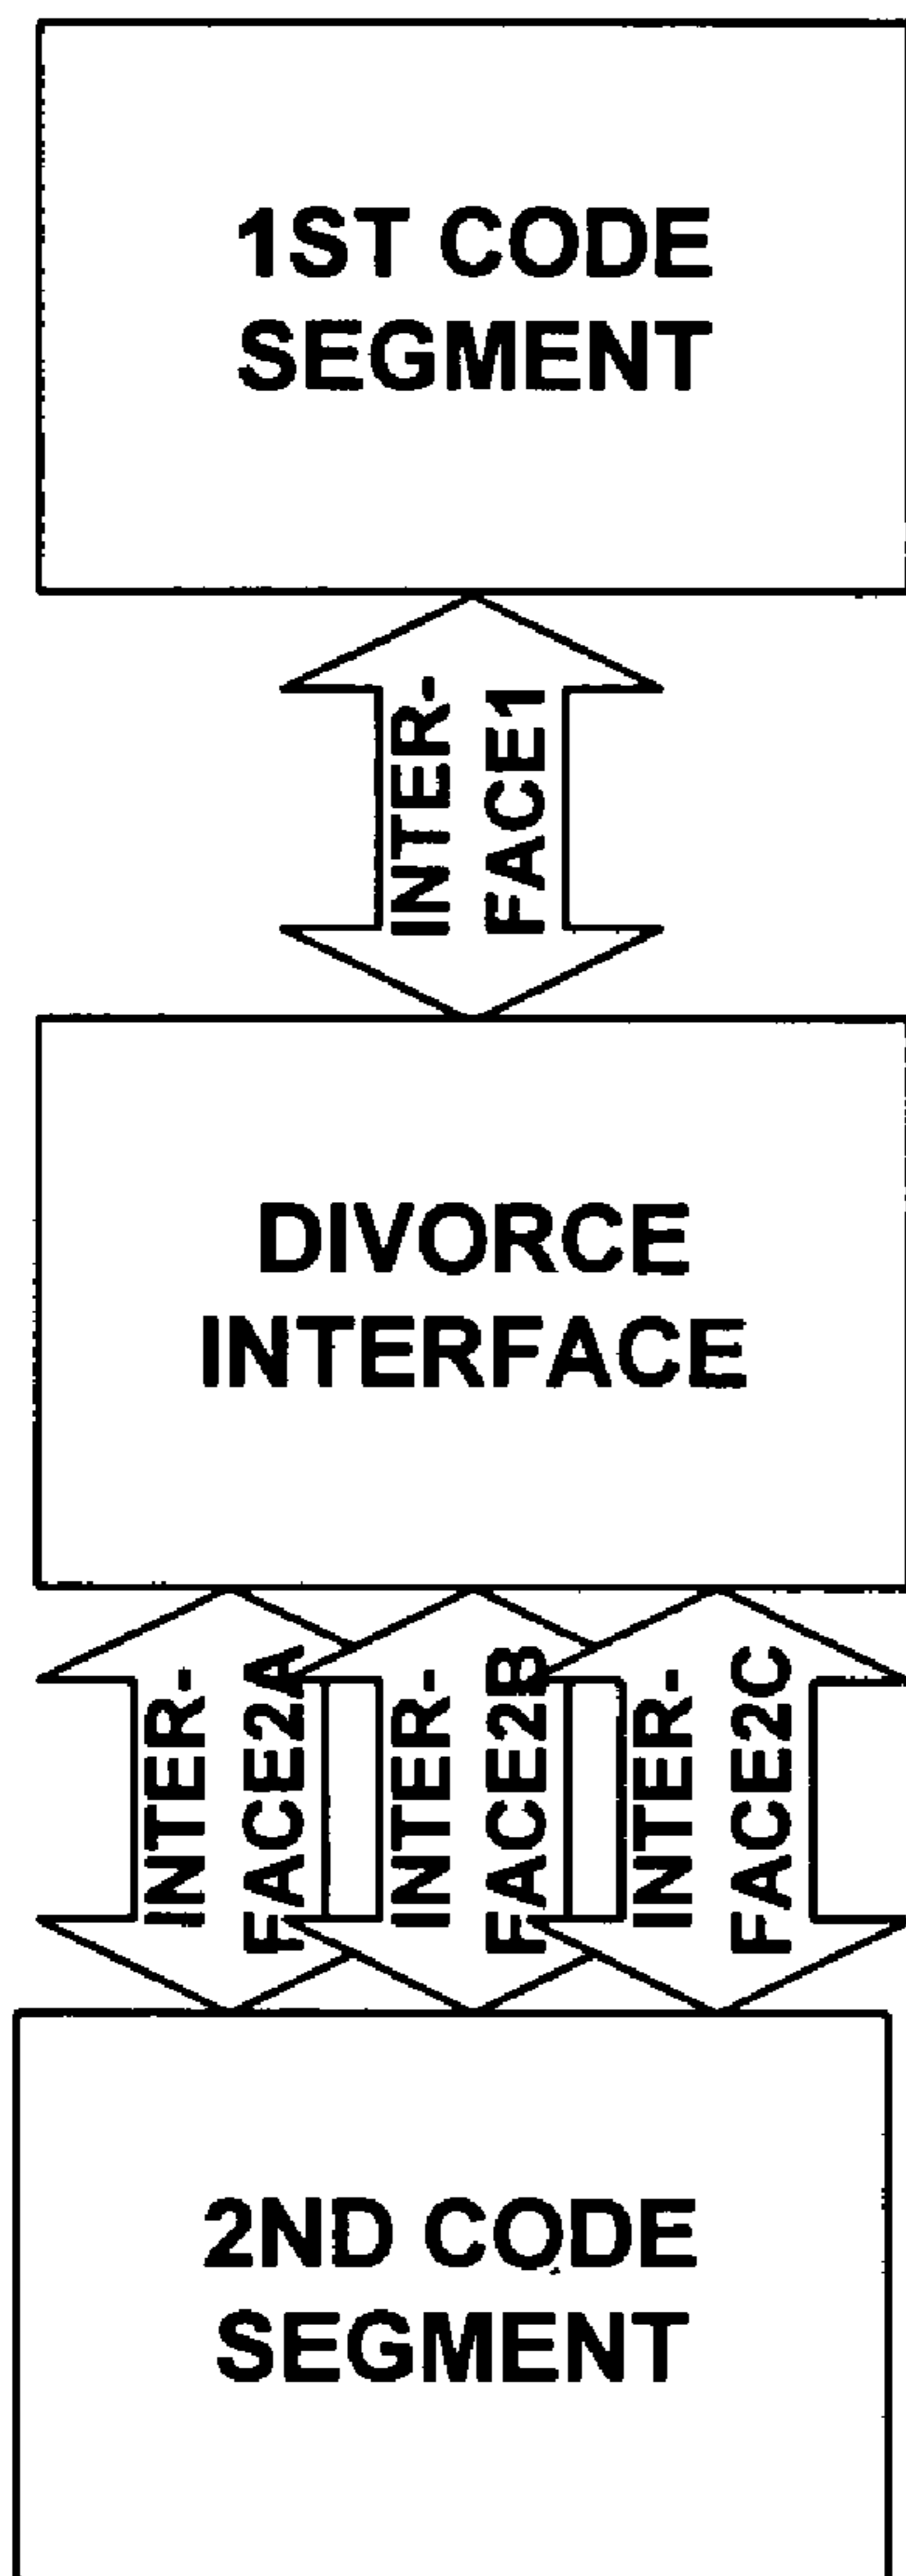 1ST CODE
SEGMENT
INTER-
FACE1
DIVORCE
INTERFACE
INTER-
FACE2A
INTER-
FACE2B
INTER-
FACE2C
2ND CODE
SEGMENT